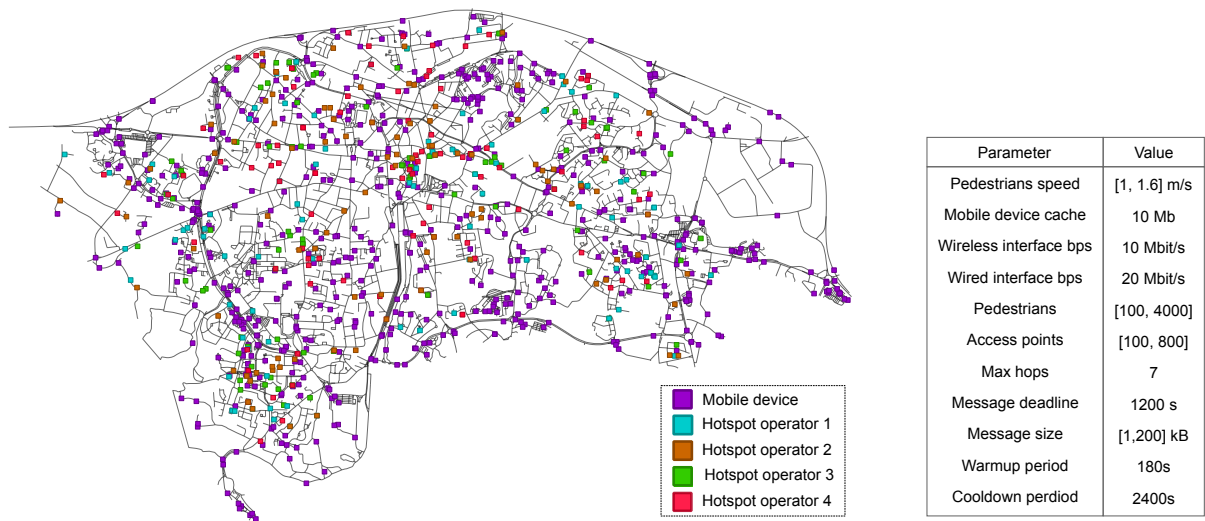 Mobile device
Hotspot operator 1
Hotspot operator 2
Hotspot operator 3
Hotspot operator 4
Parameter Value
Pedestrians speed [1, 1.6] m/s
Mobile device cache 10 Mb
Wireless interface bps 10 Mbit/s
Wired interface bps 20 Mbit/s
Pedestrians [100, 4000]
Access points [100, 800]
Max hops 7
Message deadline 1200 s
Message size [1,200] kB
Warmup period 180s
Cooldown perdiod 2400s